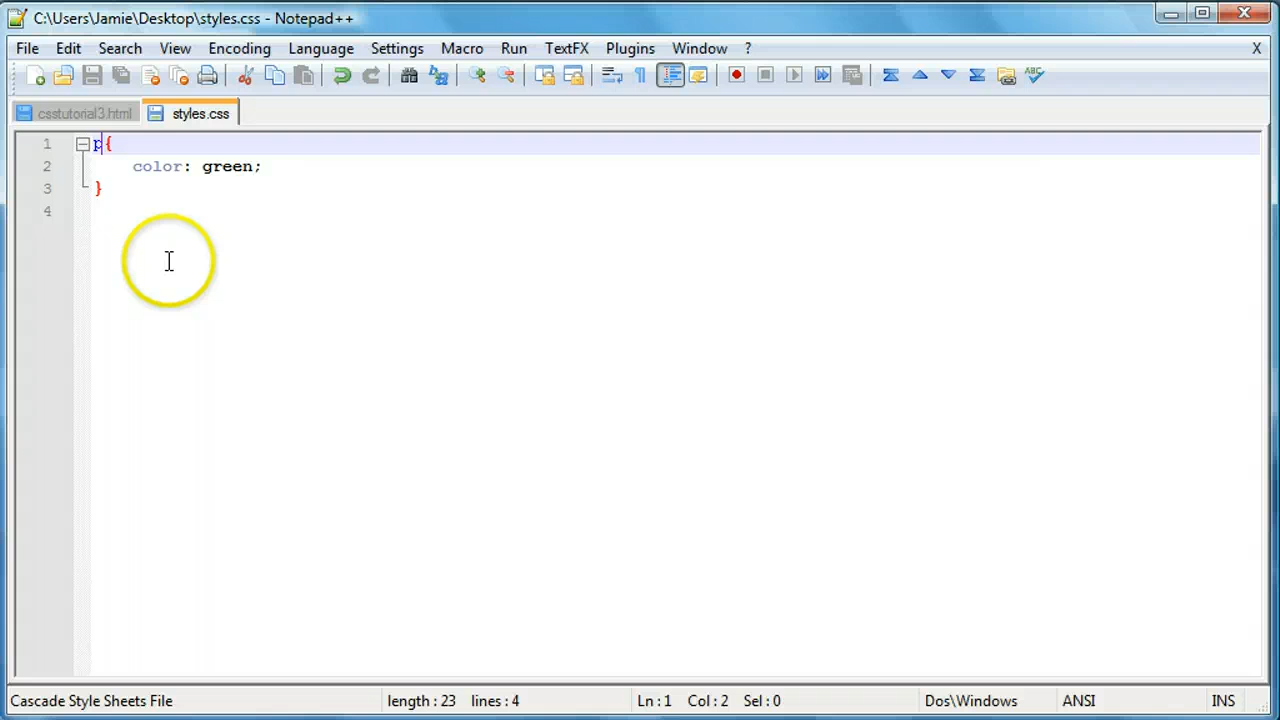 C:\Users\Jamie\Desktop\styles.css - Notepad++
File Edit Search View Encoding Language Settings Macro Run TextFX Plugins Window ? X
csstutorial3.html styles.css
1 p{
2 color: green;
3 }
4
Cascade Style Sheets File length : 23 lines : 4 Ln : 1 Col : 2 Sel : 0 Dos\Windows ANSI INS